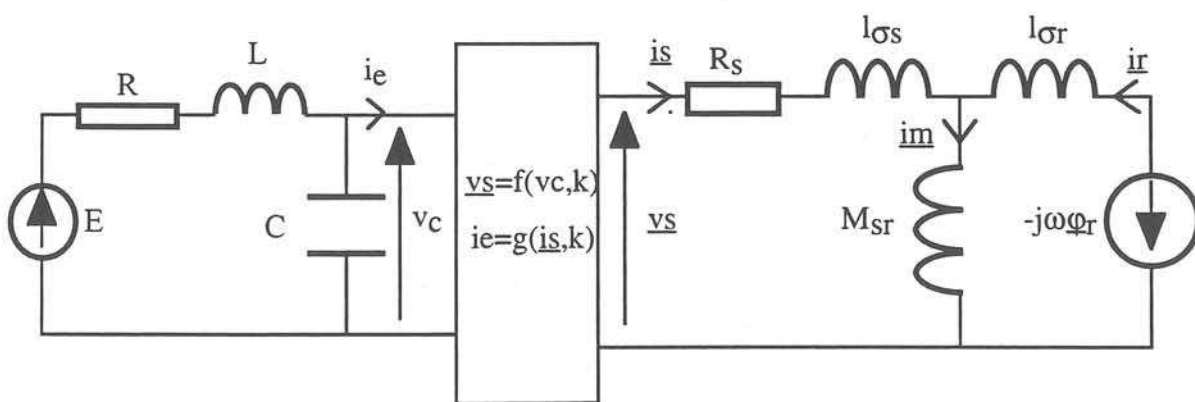 R
L
ie
E
C
vc
vs=f(vc,k)
ie=g(is,k)
is
Rs
lσs
lσr
ir
im
vs
Msr
-jωφr